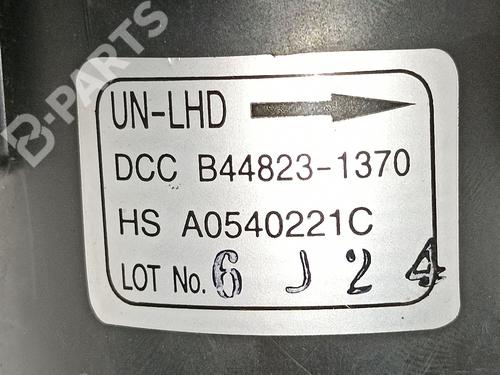 B-PARTS
UN-LHD
DCC B44823-1370
HS A0540221C
LOT No. 6 J 2 4